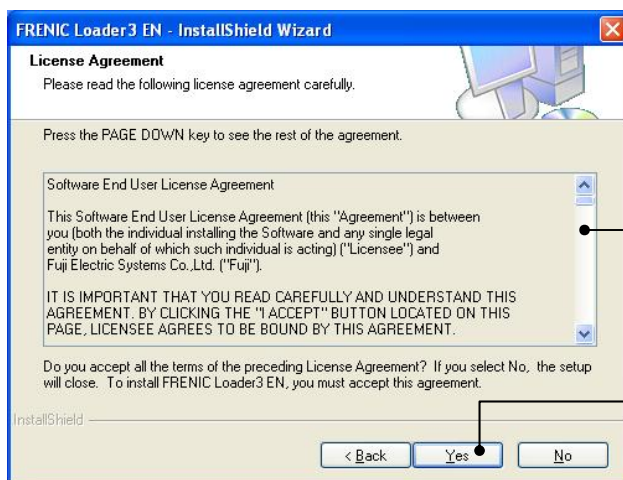 FRENIC Loader3 EN - InstallShield Wizard
License Agreement
Please read the following license agreement carefully.
Press the PAGE DOWN key to see the rest of the agreement.
Software End User License Agreement
This Software End User License Agreement (this "Agreement") is between
you (both the individual installing the Software and any single legal
entity on behalf of which such individual is acting) ("Licensee") and
Fuji Electric Systems Co.,Ltd. ("Fuji").
IT IS IMPORTANT THAT YOU READ CAREFULLY AND UNDERSTAND THIS
AGREEMENT. BY CLICKING THE "I ACCEPT" BUTTON LOCATED ON THIS
PAGE, LICENSEE AGREES TO BE BOUND BY THIS AGREEMENT.
Do you accept all the terms of the preceding License Agreement? If you select No, the setup
will close. To install FRENIC Loader3 EN, you must accept this agreement.
InstallShield
< Back Yes No